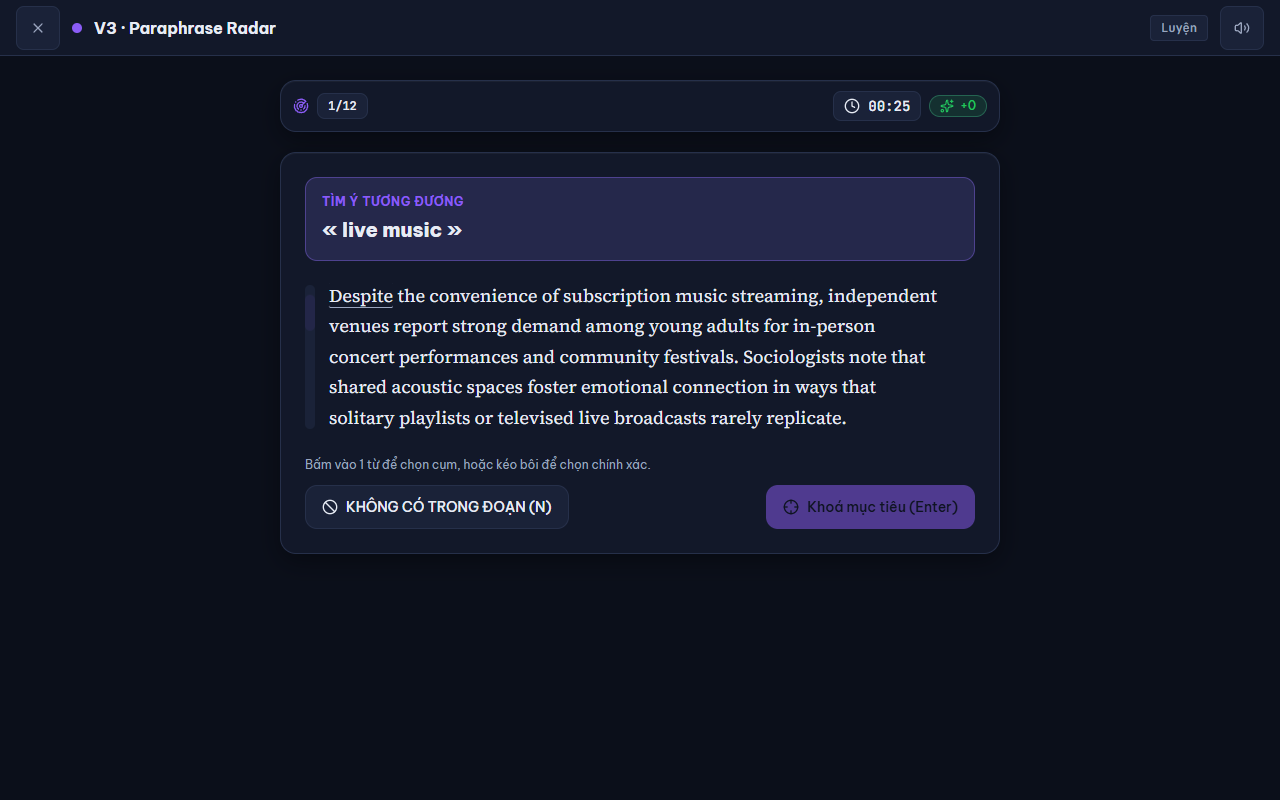 V3 · Paraphrase Radar
Luyện
1/12
00:25
+0
TÌM Ý TƯƠNG ĐƯƠNG
« live music »
Despite the convenience of subscription music streaming, independent
venues report strong demand among young adults for in-person
concert performances and community festivals. Sociologists note that
shared acoustic spaces foster emotional connection in ways that
solitary playlists or televised live broadcasts rarely replicate.
Bấm vào 1 từ để chọn cụm, hoặc kéo bôi để chọn chính xác.
KHÔNG CÓ TRONG ĐOẠN (N)
Khoá mục tiêu (Enter)